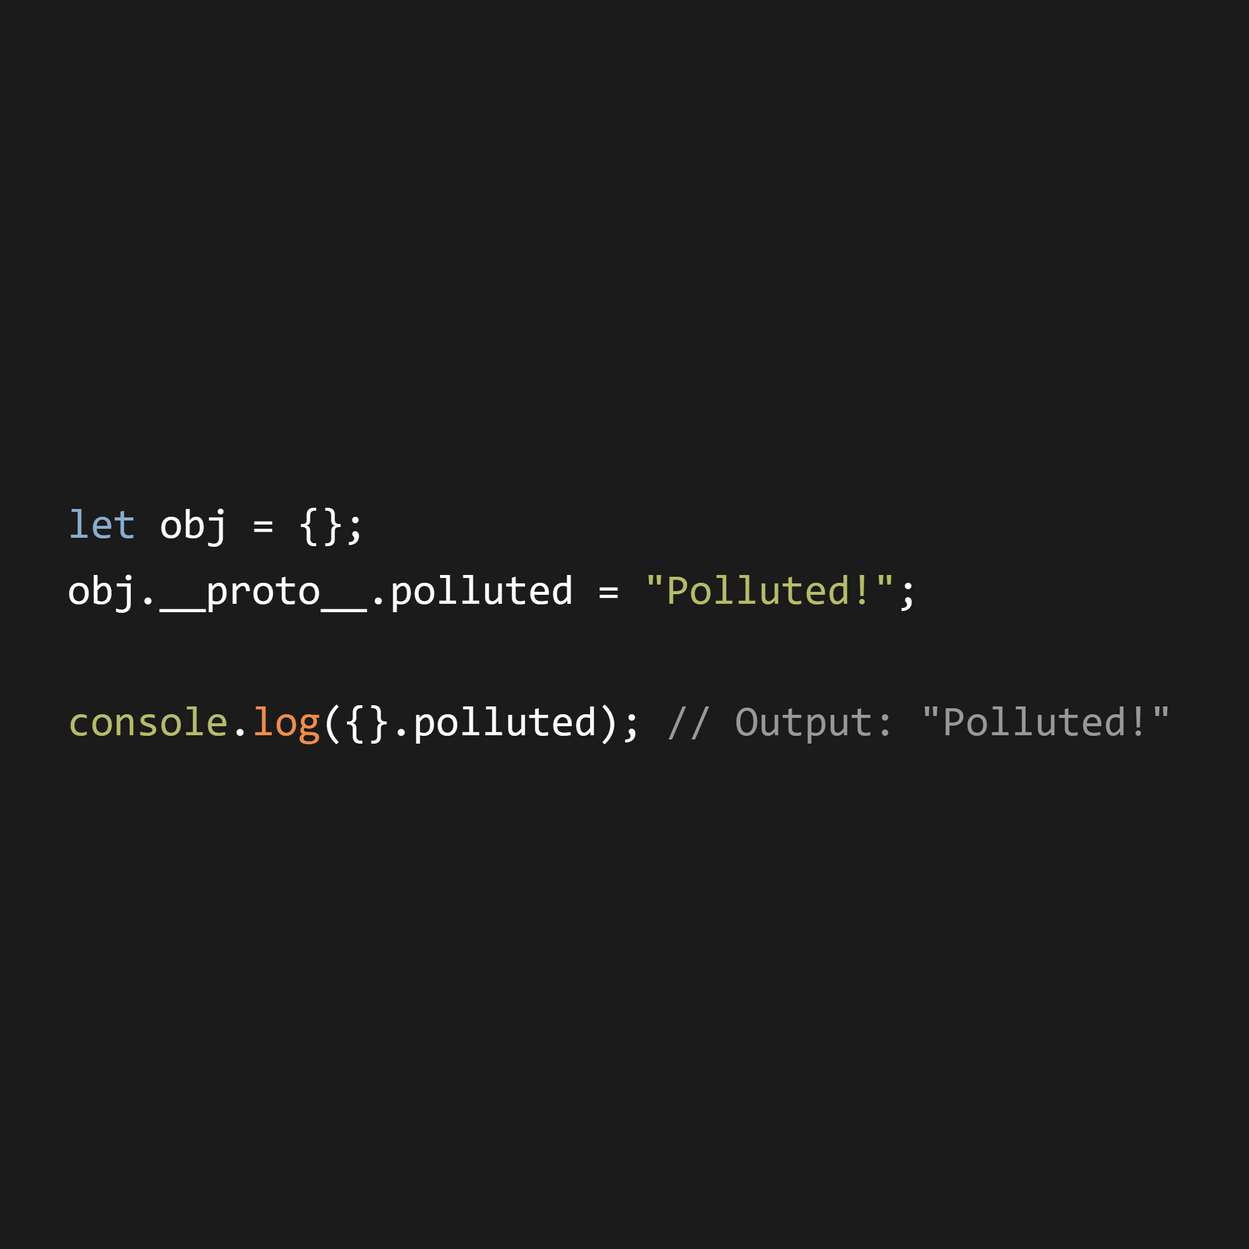 let obj = {};
obj.__proto__.polluted = "Polluted!";
console.log({}.polluted); // Output: "Polluted!"